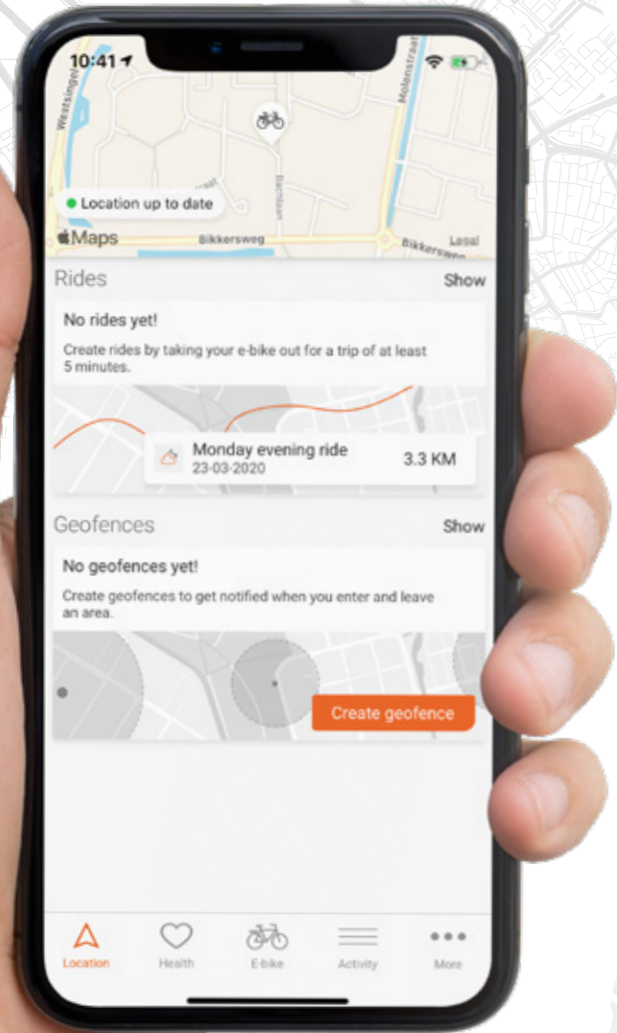 10:41
Westsingel
Molenstraat
Location up to date
Maps
Bikkersweg
Bikkersweg
Legal
Rides
Show
No rides yet!
Create rides by taking your e-bike out for a trip of at least
5 minutes.
Monday evening ride
23-03-2020
3.3 KM
Geofences
Show
No geofences yet!
Create geofences to get notified when you enter and leave
an area.
Create geofence
Location
Health
E-bike
Activity
More